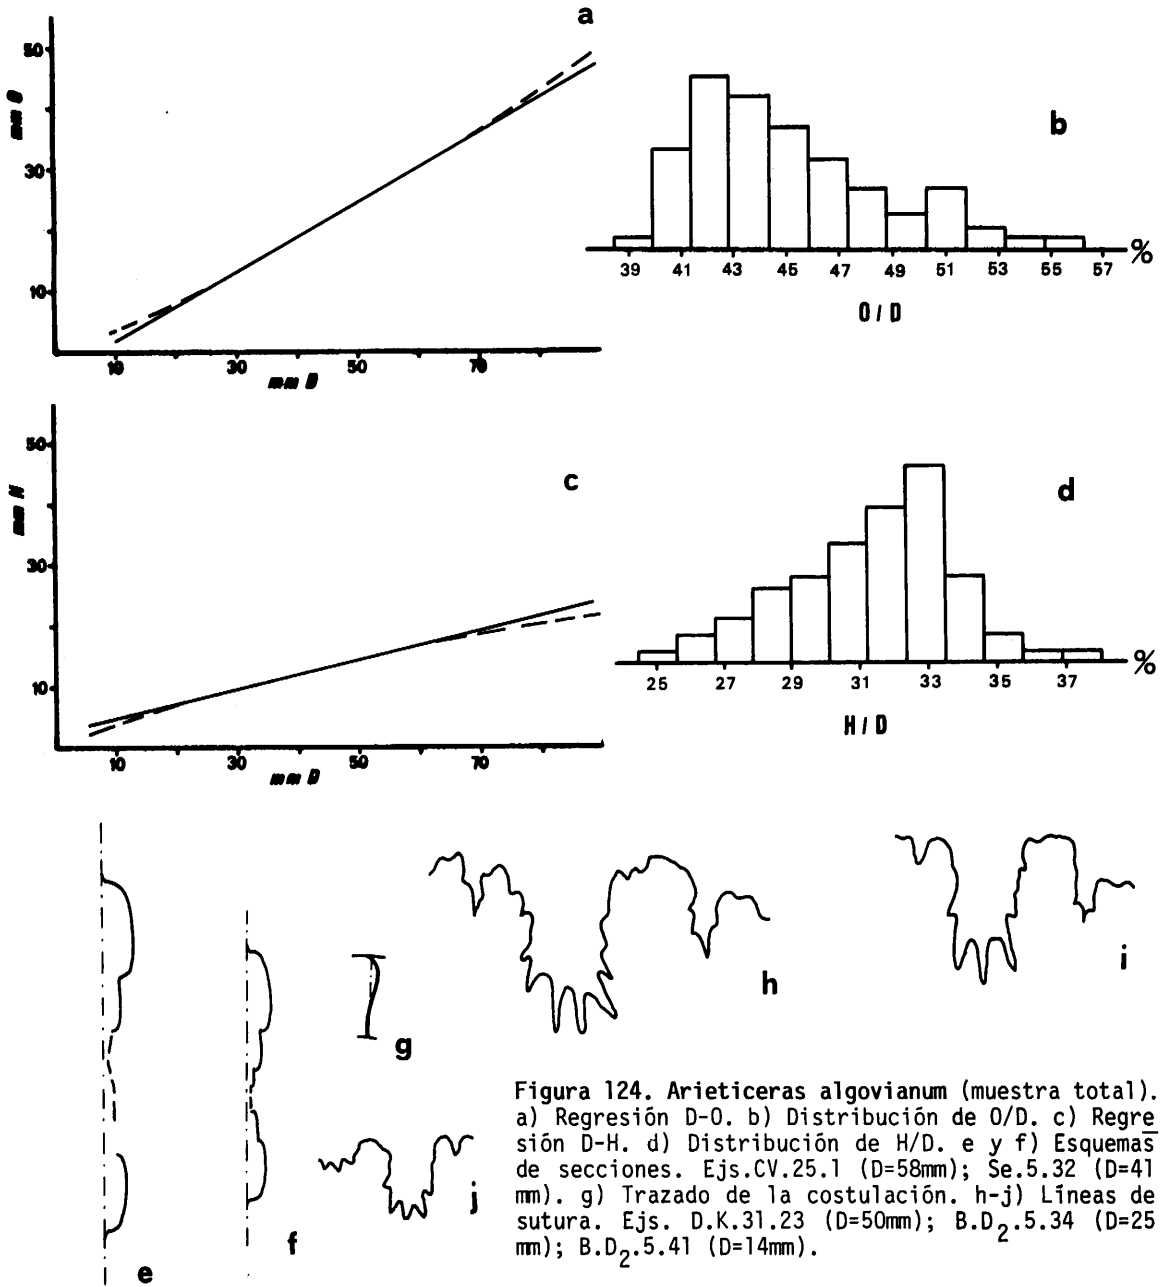 a
50
30
10
mm O
10 30 50 70
mm D
b
39 41 43 45 47 49 51 53 55 57 %
O/D
c
50
30
10
mm H
10 30 50 70
mm D
d
25 27 29 31 33 35 37 %
H/D
e
f
g
h
i
j
Figura 124. Arieticeras algovianum (muestra total).
a) Regresión D-O. b) Distribución de O/D. c) Regre
sión D-H. d) Distribución de H/D. e y f) Esquemas
de secciones. Ejs.CV.25.1 (D=58mm); Se.5.32 (D=41
mm). g) Trazado de la costulación. h-j) Líneas de
sutura. Ejs. D.K.31.23 (D=50mm); B.D₂.5.34 (D=25
mm); B.D₂.5.41 (D=14mm).